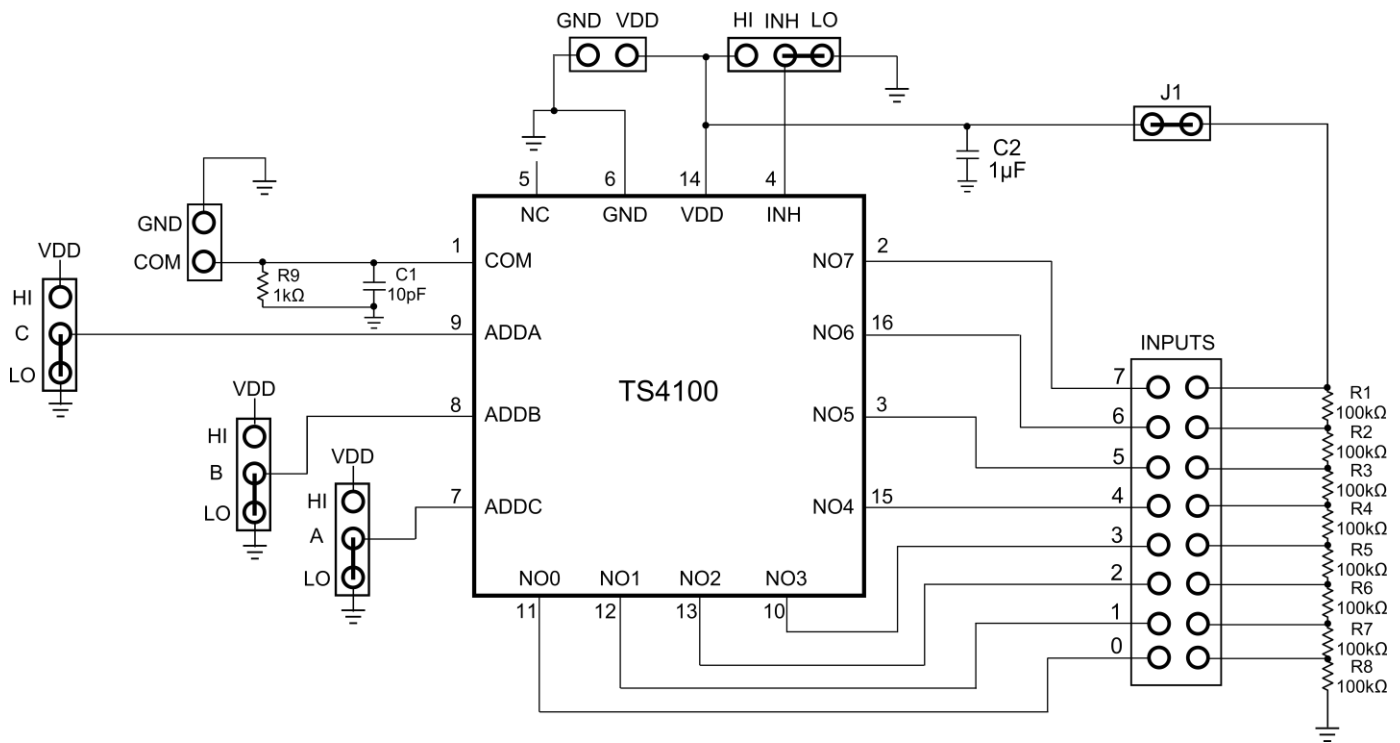 GND VDD
HI INH LO
J1
C2
1µF
5 6 14 4
NC GND VDD INH
GND
COM
1
COM
R9
1kΩ
C1
10pF
VDD
HI
C
LO
9
ADDA
VDD
HI
B
LO
8
ADDB
VDD
HI
A
LO
7
ADDC
TS4100
2
NO7
16
NO6
3
NO5
15
NO4
NO0 NO1 NO2 NO3
11 12 13 10
INPUTS
7
6
5
4
3
2
1
0
R1
100kΩ
R2
100kΩ
R3
100kΩ
R4
100kΩ
R5
100kΩ
R6
100kΩ
R7
100kΩ
R8
100kΩ